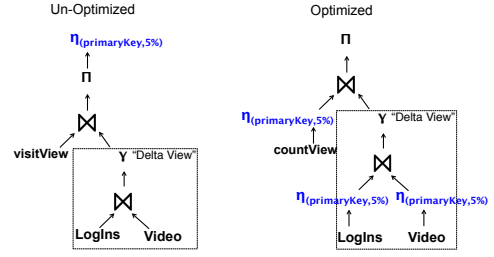 Un-Optimized
η(primaryKey,5%)
Π
⋈
visitView
γ "Delta View"
⋈
LogIns
Video
Optimized
Π
⋈
η(primaryKey,5%)
γ "Delta View"
countView
⋈
η(primaryKey,5%)
η(primaryKey,5%)
LogIns
Video